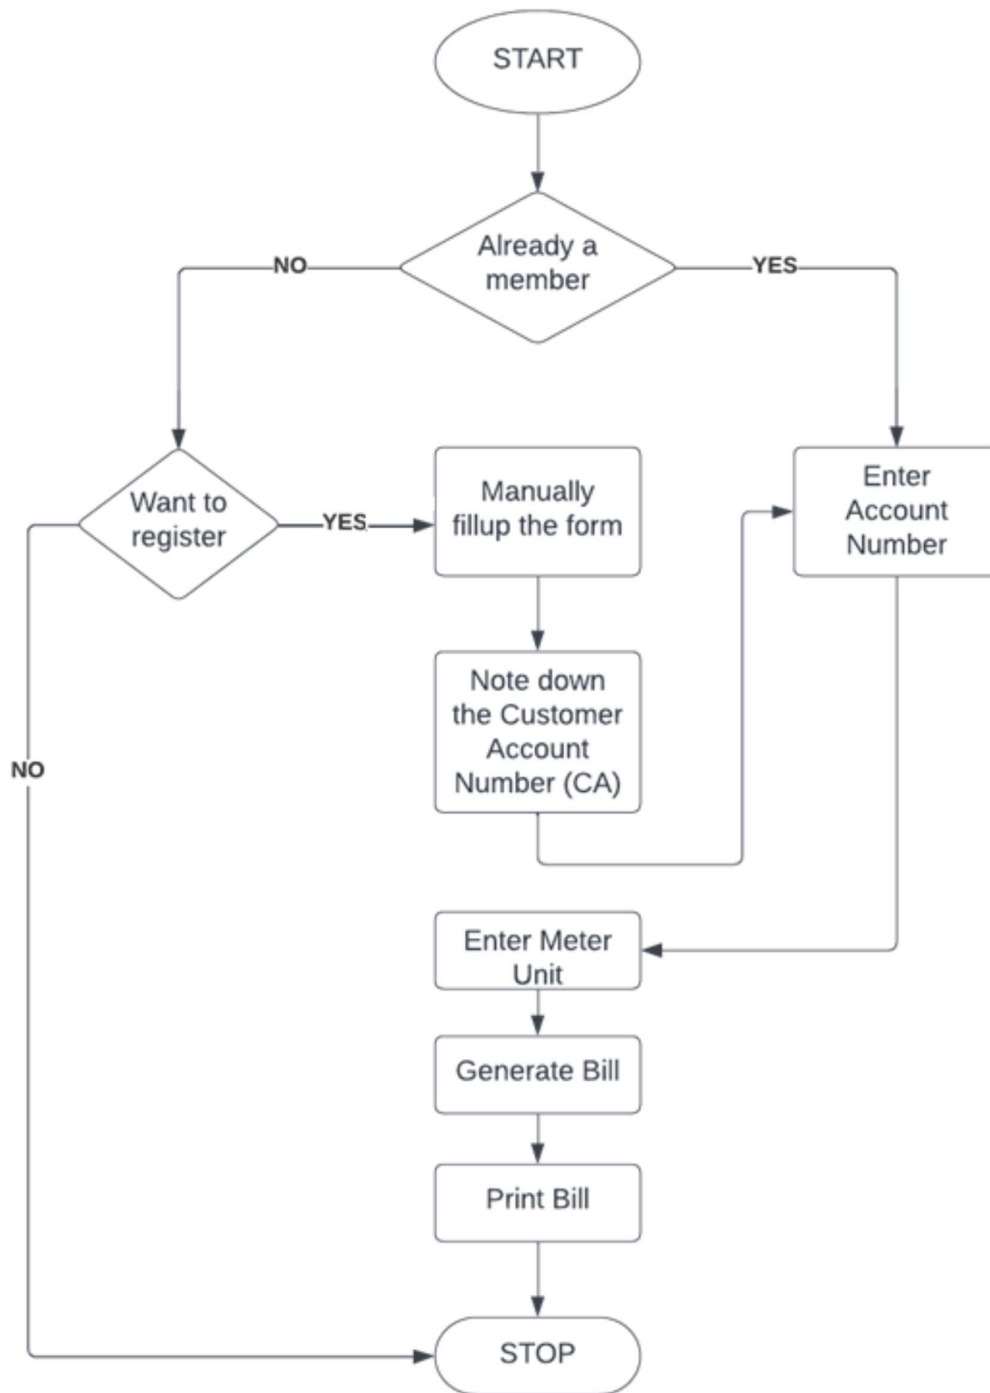 START
Already a
member
NO
YES
Want to
register
YES
Manually
fillup the form
Enter
Account
Number
Note down
the Customer
Account
Number (CA)
NO
Enter Meter
Unit
Generate Bill
Print Bill
STOP